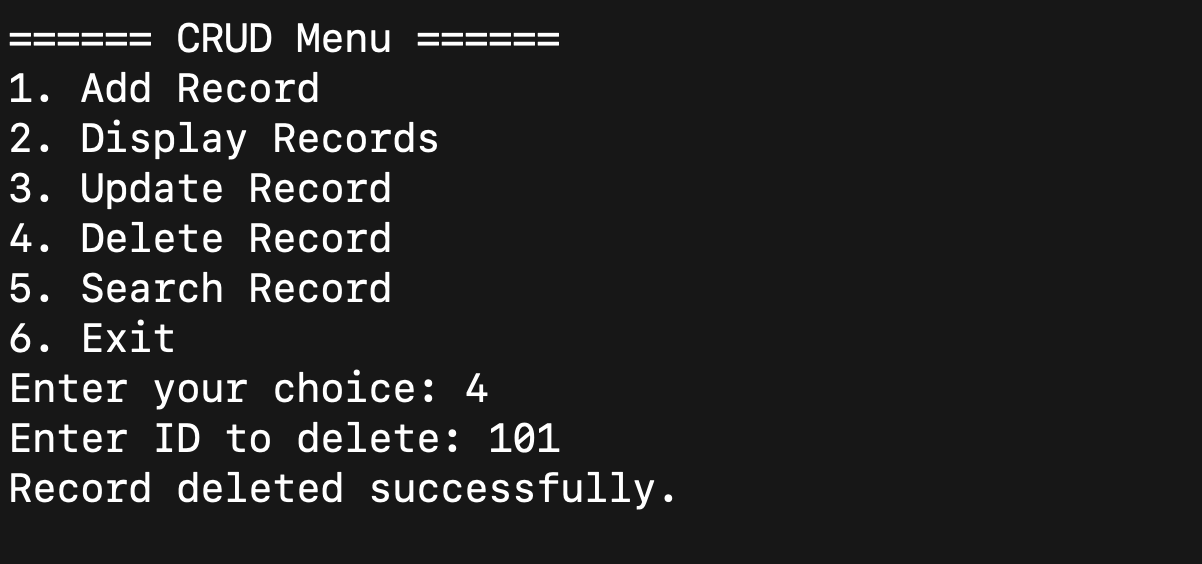 ====== CRUD Menu ======
1. Add Record
2. Display Records
3. Update Record
4. Delete Record
5. Search Record
6. Exit
Enter your choice: 4
Enter ID to delete: 101
Record deleted successfully.